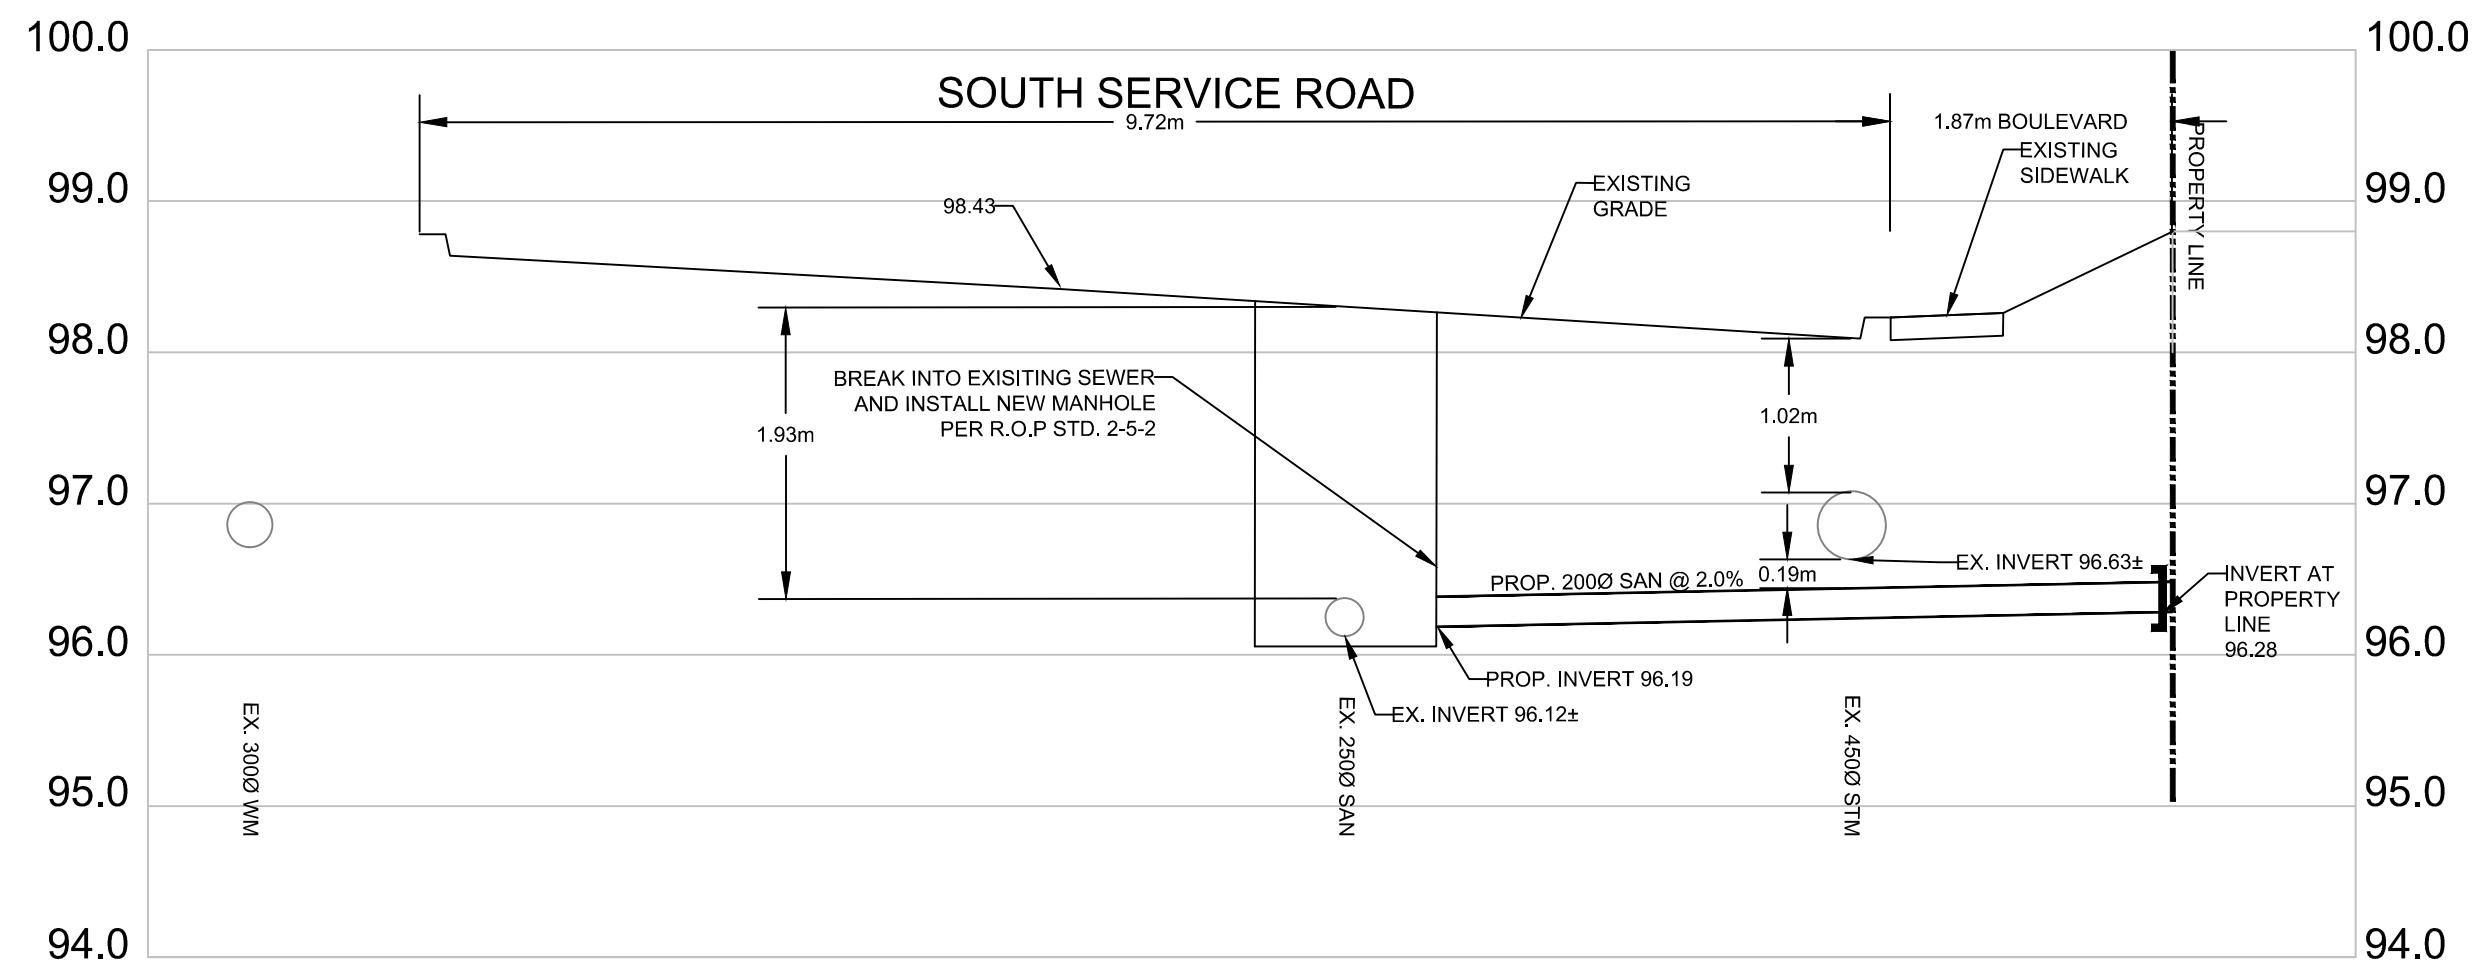 100.0
100.0
SOUTH SERVICE ROAD
9.72m
1.87m BOULEVARD
PROPERTY LINE
EXISTING
SIDEWALK
99.0
99.0
98.43
EXISTING
GRADE
98.0
98.0
BREAK INTO EXISITING SEWER
AND INSTALL NEW MANHOLE
PER R.O.P STD. 2-5-2
1.93m
1.02m
97.0
97.0
EX. INVERT 96.63±
PROP. 200Ø SAN @ 2.0%
0.19m
INVERT AT
PROPERTY
LINE
96.28
96.0
96.0
PROP. INVERT 96.19
EX. INVERT 96.12±
EX. 300Ø WM
EX. 250Ø SAN
EX. 450Ø STM
95.0
95.0
94.0
94.0